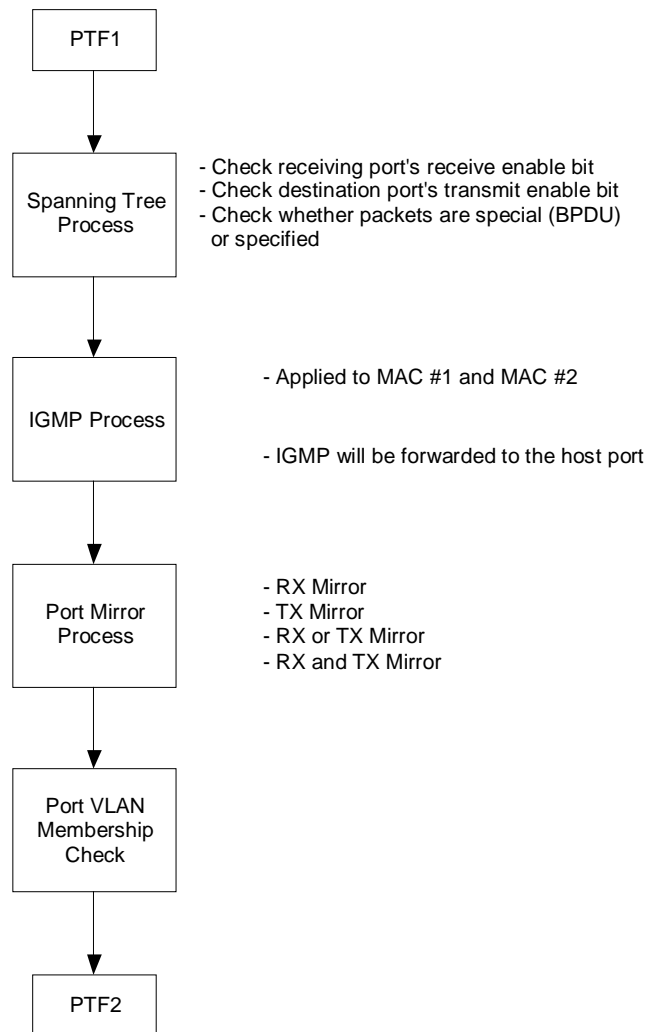 PTF1
Spanning Tree
Process
- Check receiving port's receive enable bit
- Check destination port's transmit enable bit
- Check whether packets are special (BPDU)
or specified
IGMP Process
- Applied to MAC #1 and MAC #2
- IGMP will be forwarded to the host port
Port Mirror
Process
- RX Mirror
- TX Mirror
- RX or TX Mirror
- RX and TX Mirror
Port VLAN
Membership
Check
PTF2